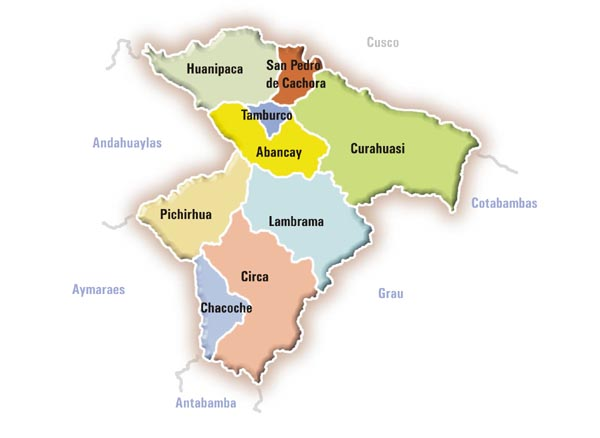 Cusco
San Pedro
de Cachora
Huanipaca
Tamburco
Andahuaylas
Abancay
Curahuasi
Cotabambas
Pichirhua
Lambrama
Circa
Aymaraes
Grau
Chacoche
Antabamba